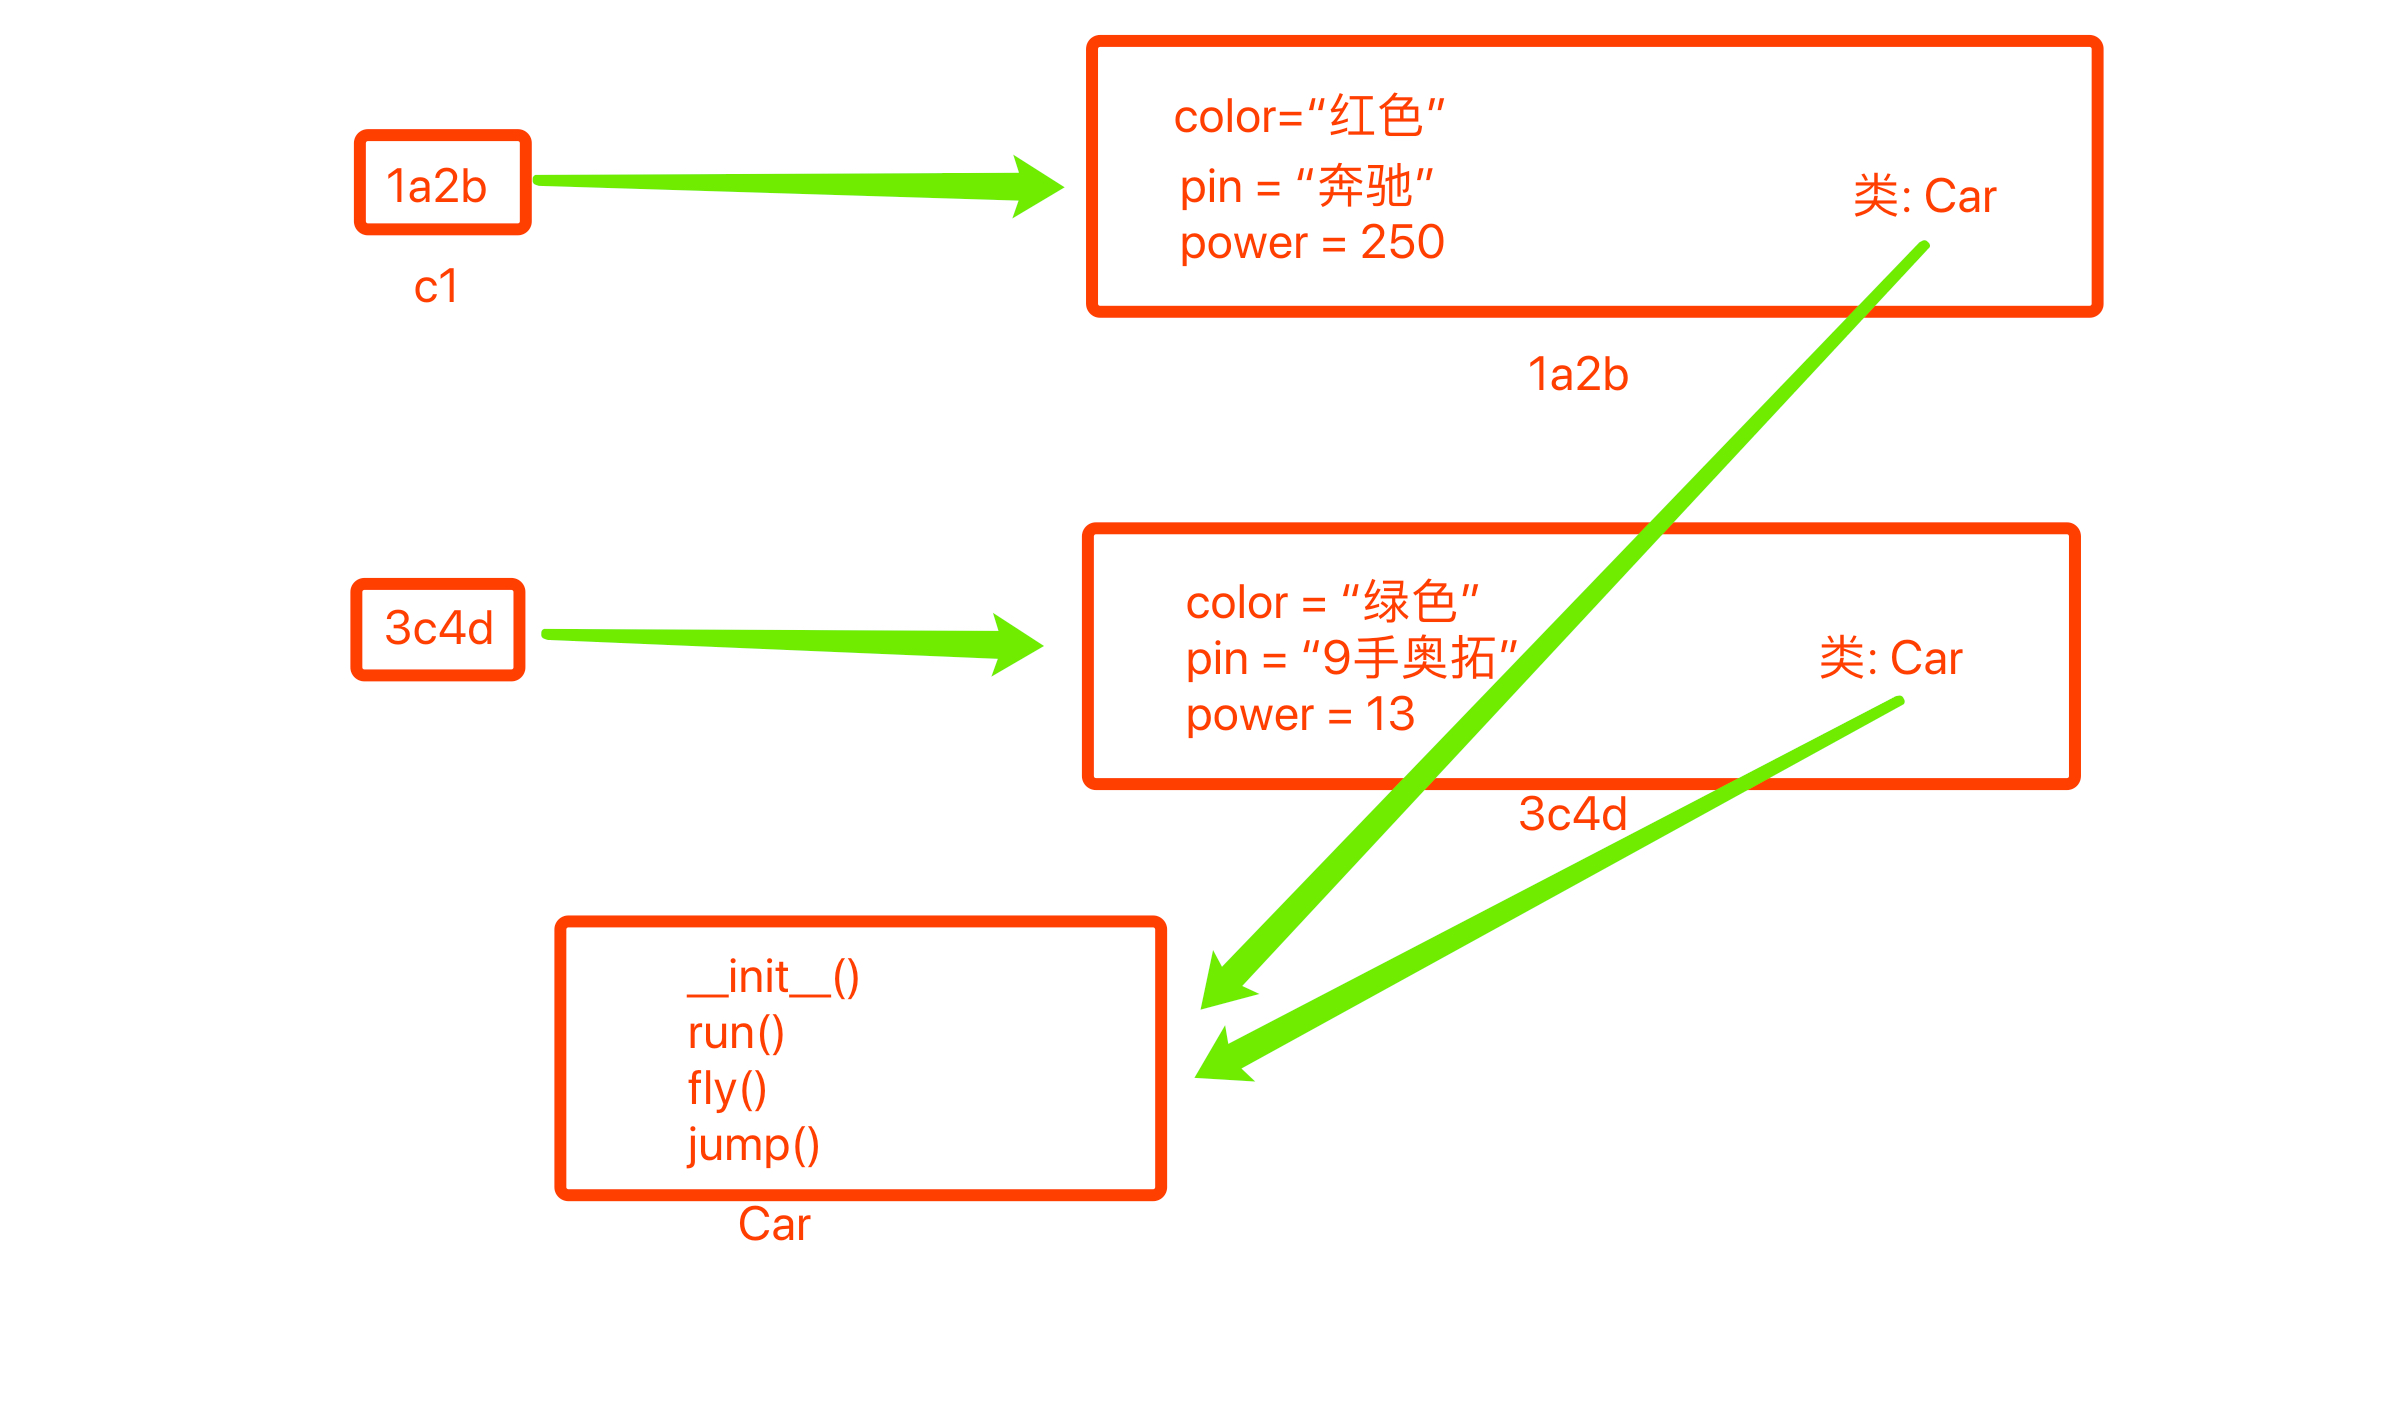 1a2b
c1
color=“红色”
pin = “奔驰”
power = 250
类: Car
1a2b
3c4d
color = “绿色”
pin = “9手奥拓”
power = 13
类: Car
3c4d
__init__()
run()
fly()
jump()
Car